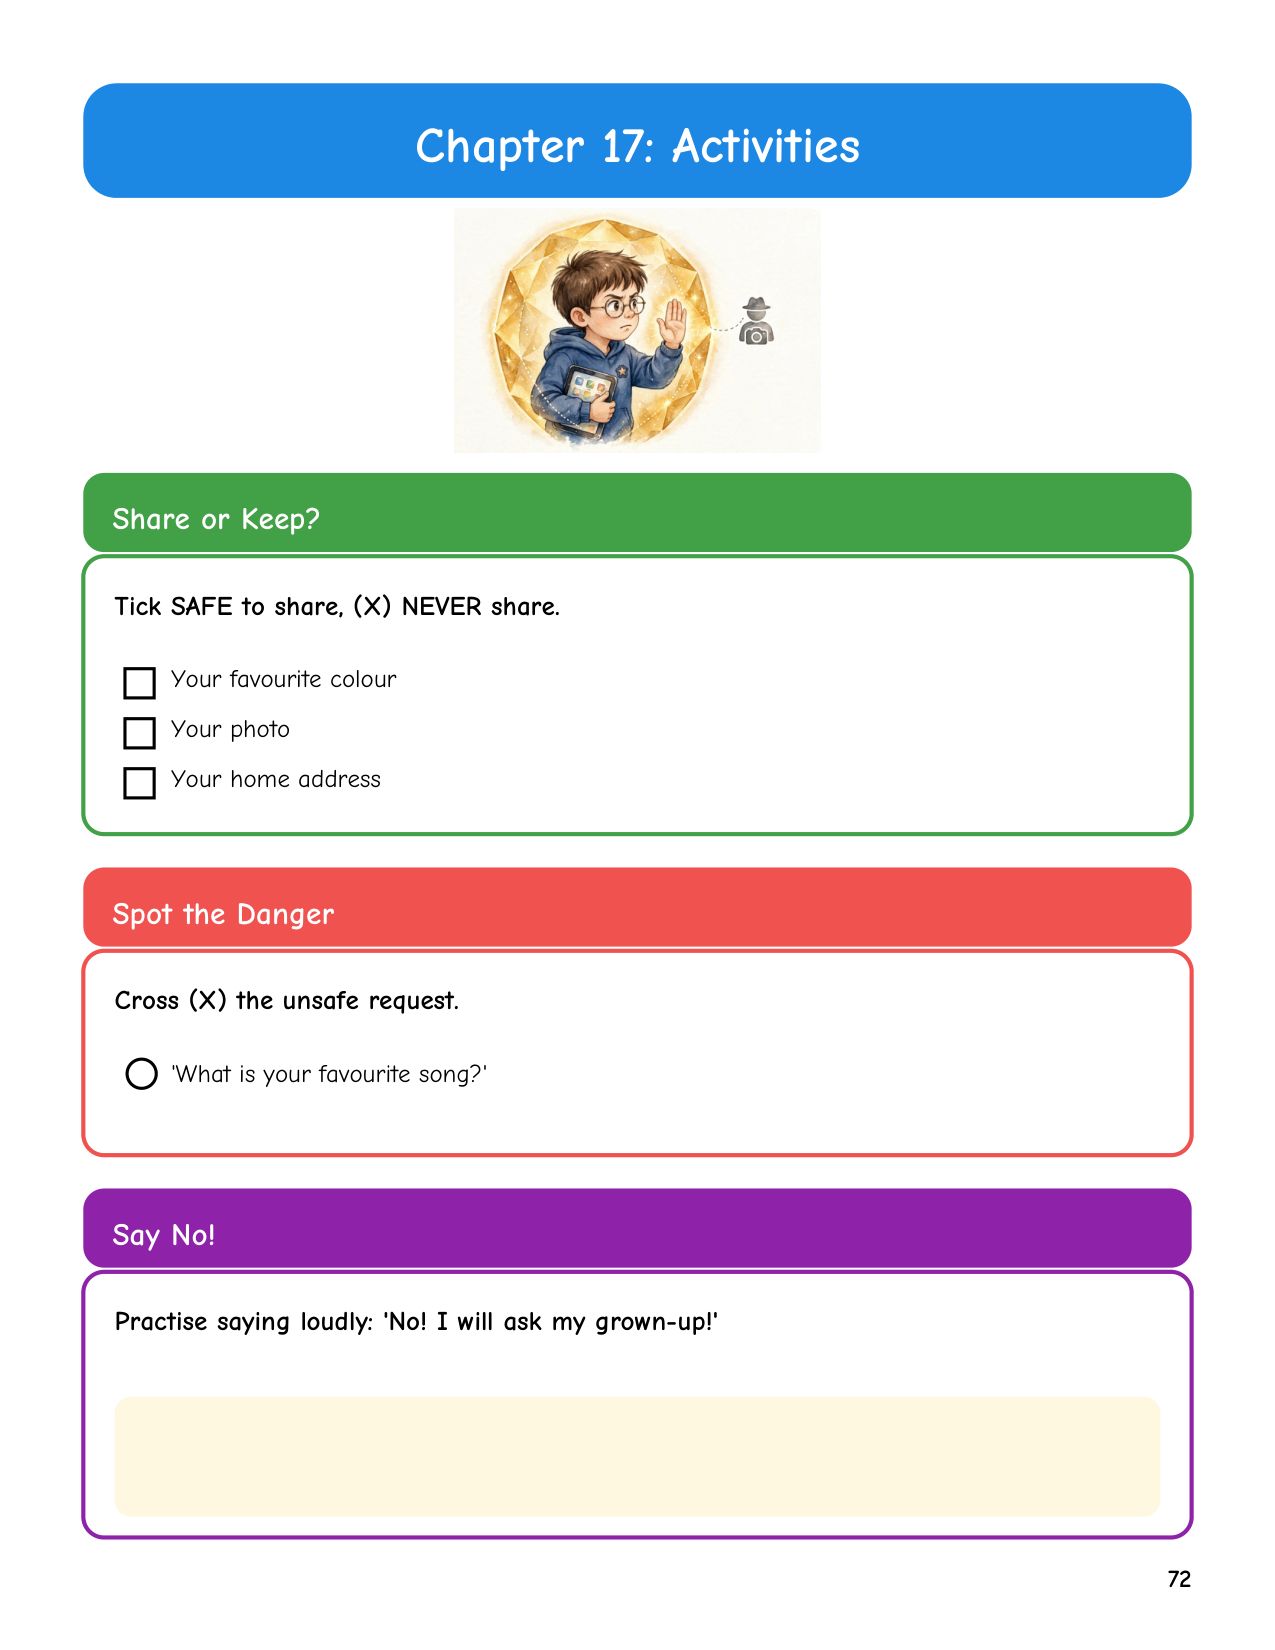 Chapter 17: Activities
Share or Keep?
Tick SAFE to share, (X) NEVER share.
Your favourite colour
Your photo
Your home address
Spot the Danger
Cross (X) the unsafe request.
'What is your favourite song?'
Say No!
Practise saying loudly: 'No! I will ask my grown-up!'
72